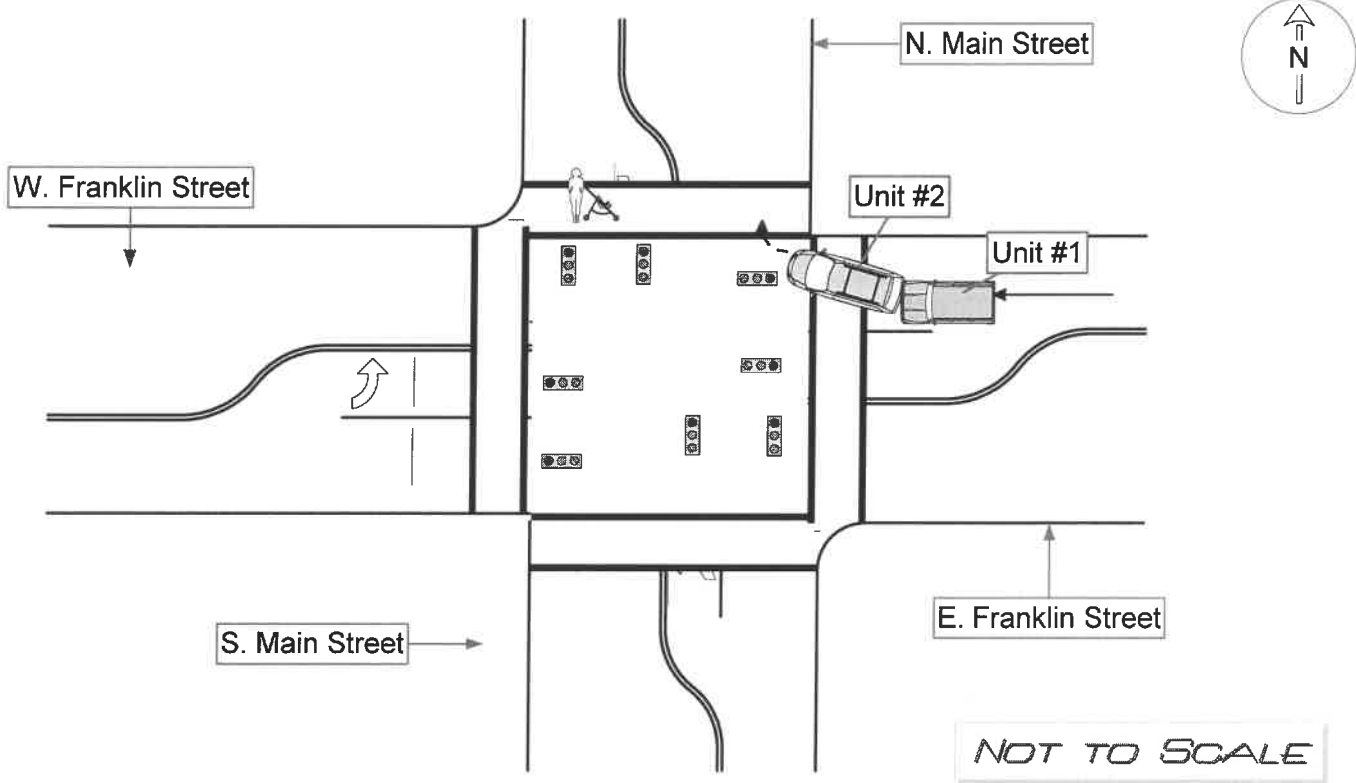 N. Main Street
N
W. Franklin Street
Unit #2
Unit #1
E. Franklin Street
S. Main Street
NOT TO SCALE